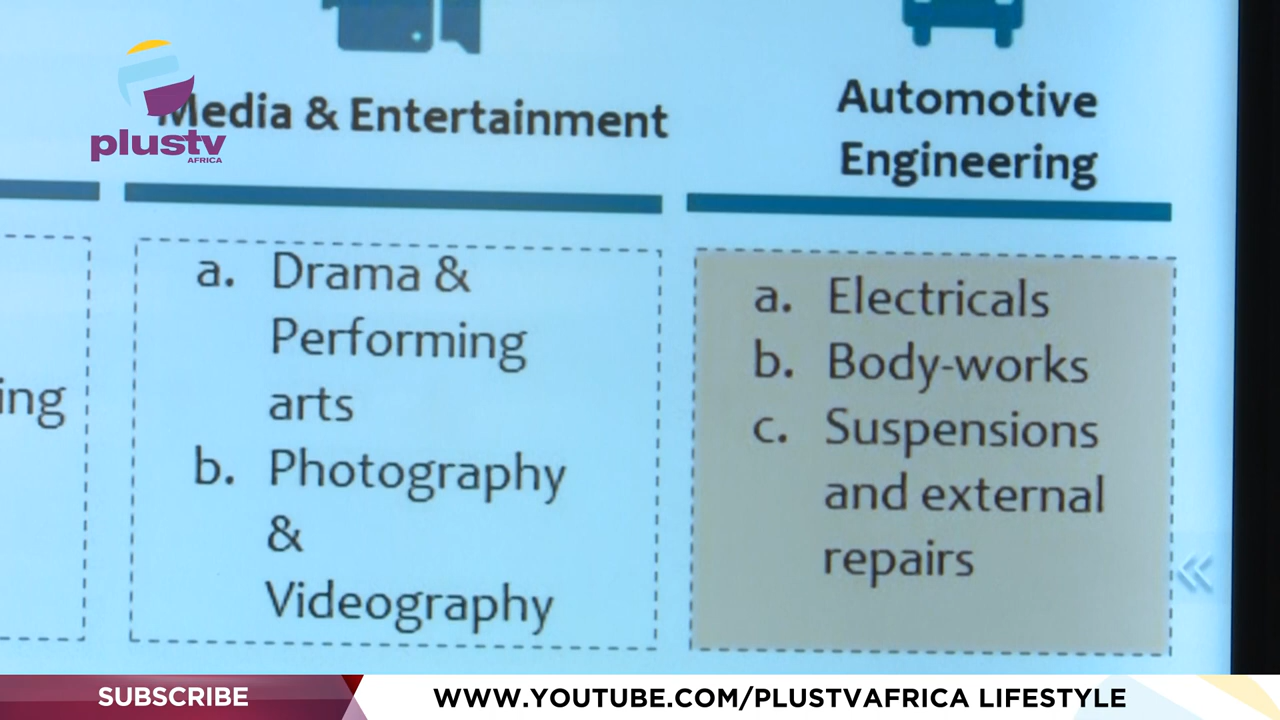 plustv
AFRICA
Media & Entertainment
Automotive
Engineering
ing
a. Drama &
Performing
arts
b. Photography
&
Videography
a. Electricals
b. Body-works
c. Suspensions
and external
repairs
SUBSCRIBE
WWW.YOUTUBE.COM/PLUSTVAFRICA LIFESTYLE